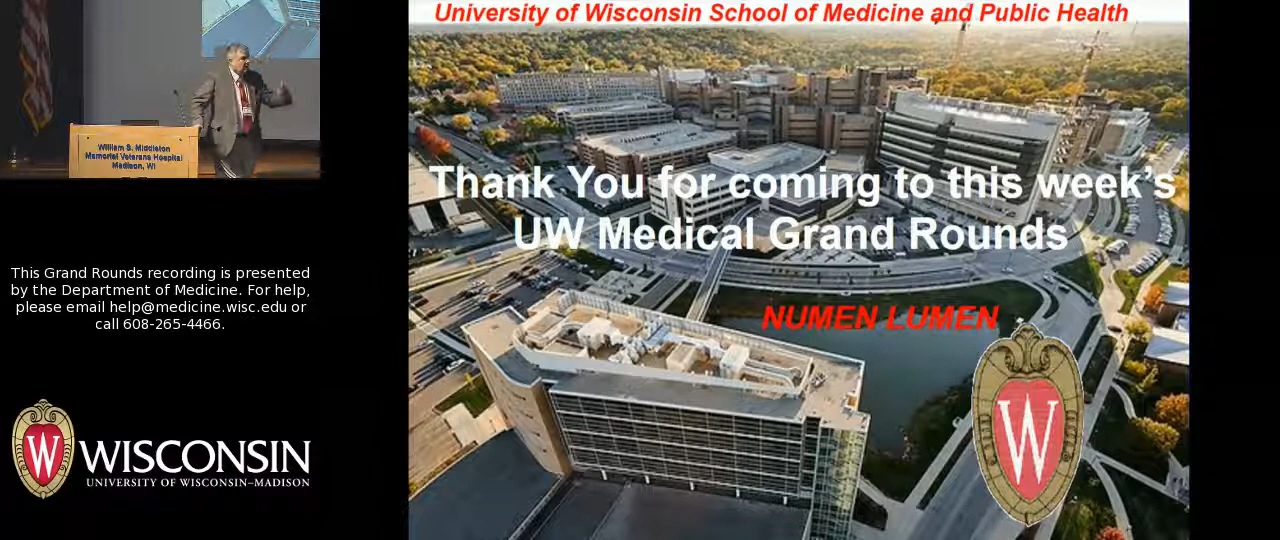 University of Wisconsin School of Medicine and Public Health
William S. Middleton
Memorial Veterans Hospital
Madison, WI
Thank You for coming to this week's
UW Medical Grand Rounds
This Grand Rounds recording is presented
by the Department of Medicine. For help,
please email help@medicine.wisc.edu or
call 608-265-4466.
NUMEN LUMEN
W
W WISCONSIN
UNIVERSITY OF WISCONSIN–MADISON